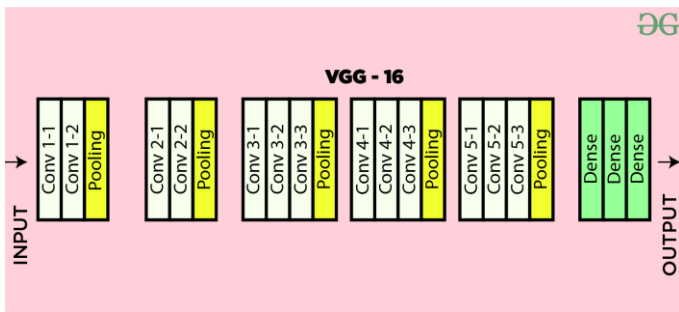 VGG - 16
INPUT
Conv 1-1
Conv 1-2
Pooling
Conv 2-1
Conv 2-2
Pooling
Conv 3-1
Conv 3-2
Conv 3-3
Pooling
Conv 4-1
Conv 4-2
Conv 4-3
Pooling
Conv 5-1
Conv 5-2
Conv 5-3
Pooling
Dense
Dense
Dense
OUTPUT